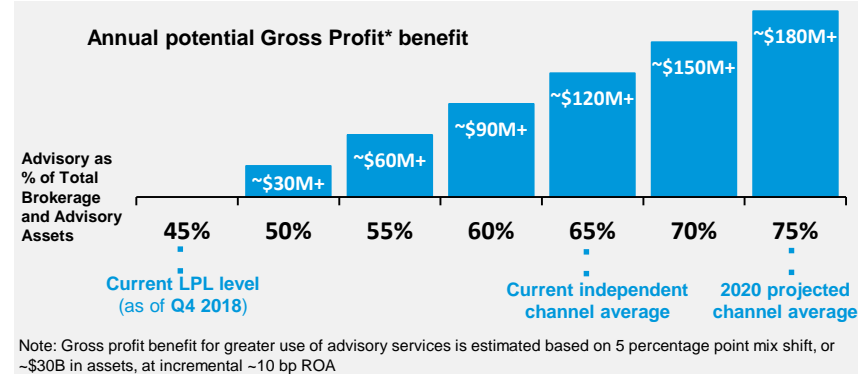 Annual potential Gross Profit* benefit
~$30M+
~$60M+
~$90M+
~$120M+
~$150M+
~$180M+
Advisory as
% of Total
Brokerage
and Advisory
Assets
45%
50%
55%
60%
65%
70%
75%
Current LPL level
(as of Q4 2018)
Current independent
channel average
2020 projected
channel average
Note: Gross profit benefit for greater use of advisory services is estimated based on 5 percentage point mix shift, or
~$30B in assets, at incremental ~10 bp ROA